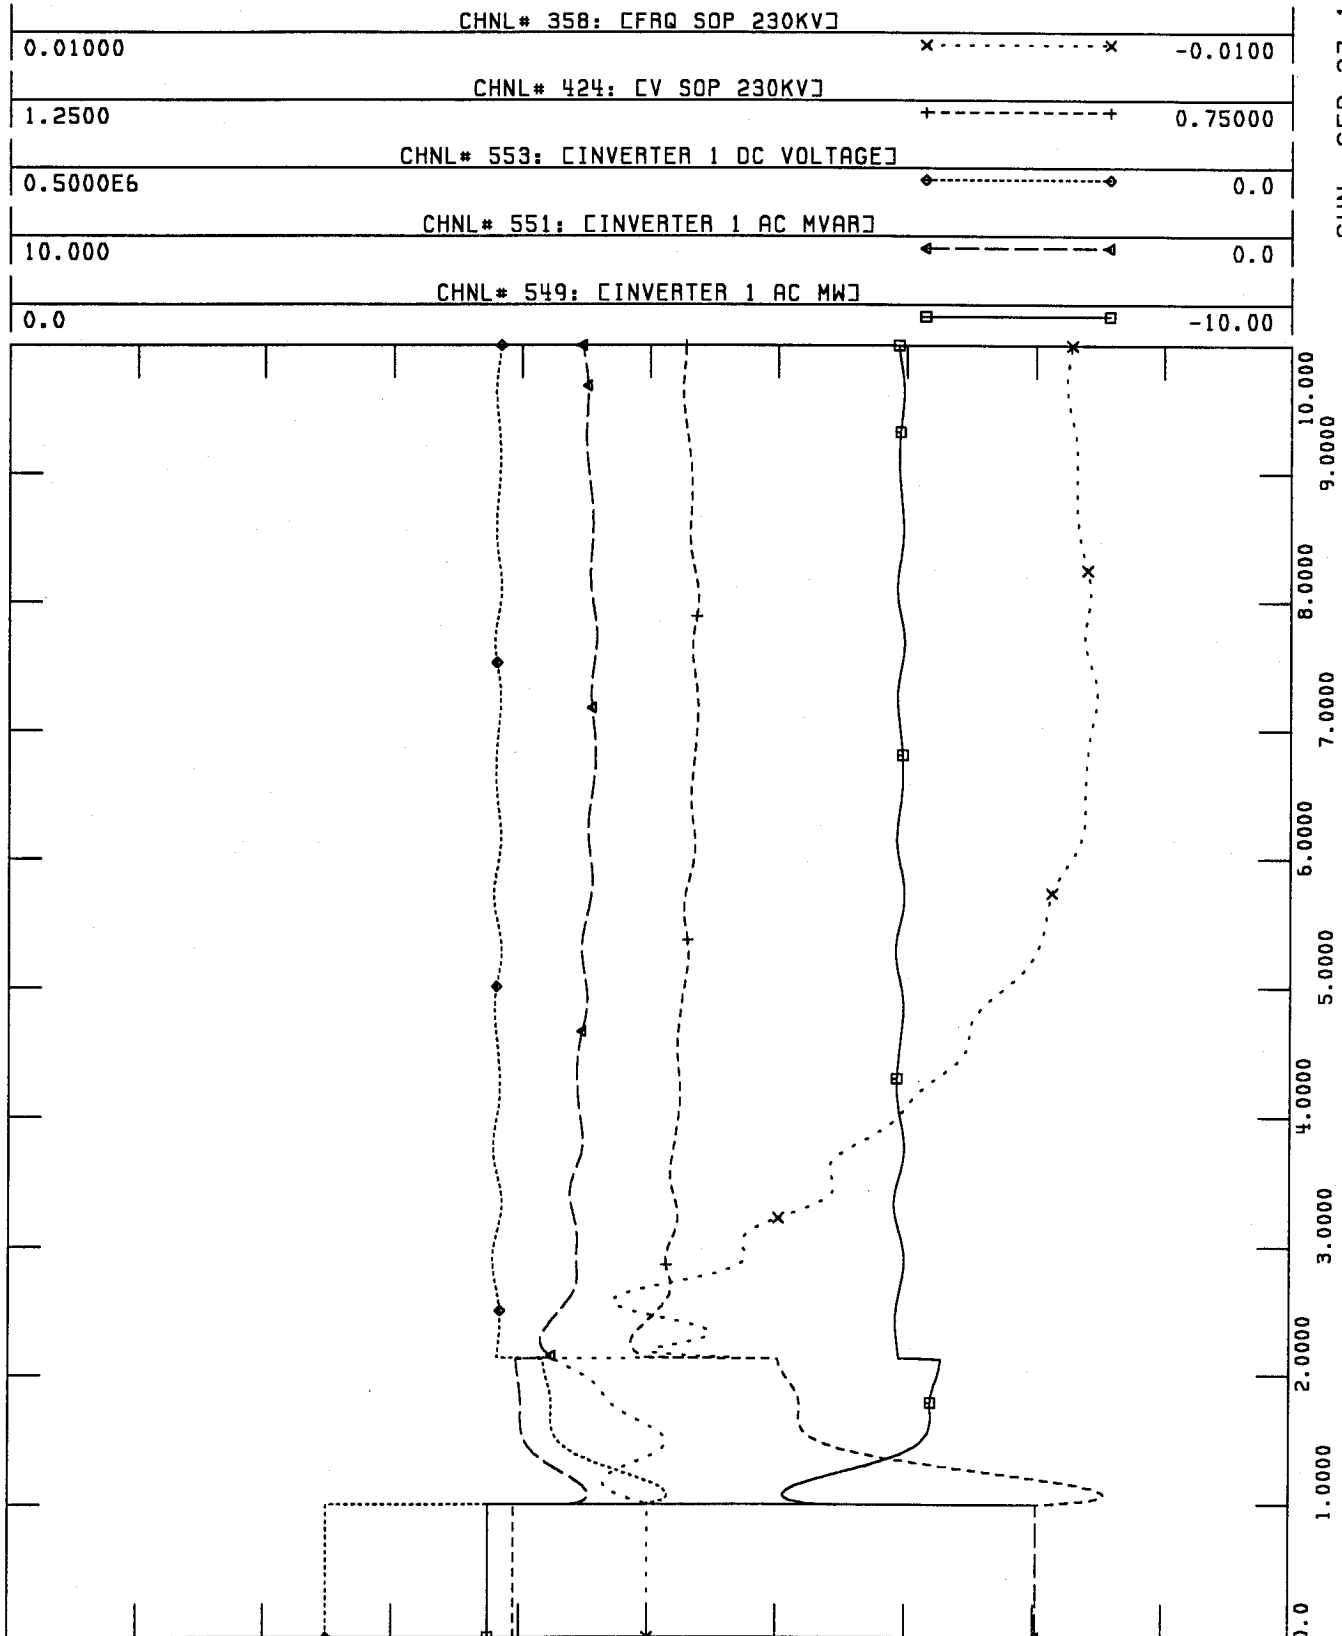 CHNL# 358: [FRQ SOP 230KV]
0.01000 -0.0100
CHNL# 424: [V SOP 230KV]
1.2500 0.75000
CHNL# 553: [INVERTER 1 DC VOLTAGE]
0.5000E6 0.0
CHNL# 551: [INVERTER 1 AC MVAR]
10.000 0.0
CHNL# 549: [INVERTER 1 AC MW]
0.0 -10.00
10.000
9.0000
8.0000
7.0000
6.0000
5.0000
4.0000
3.0000
2.0000
1.0000